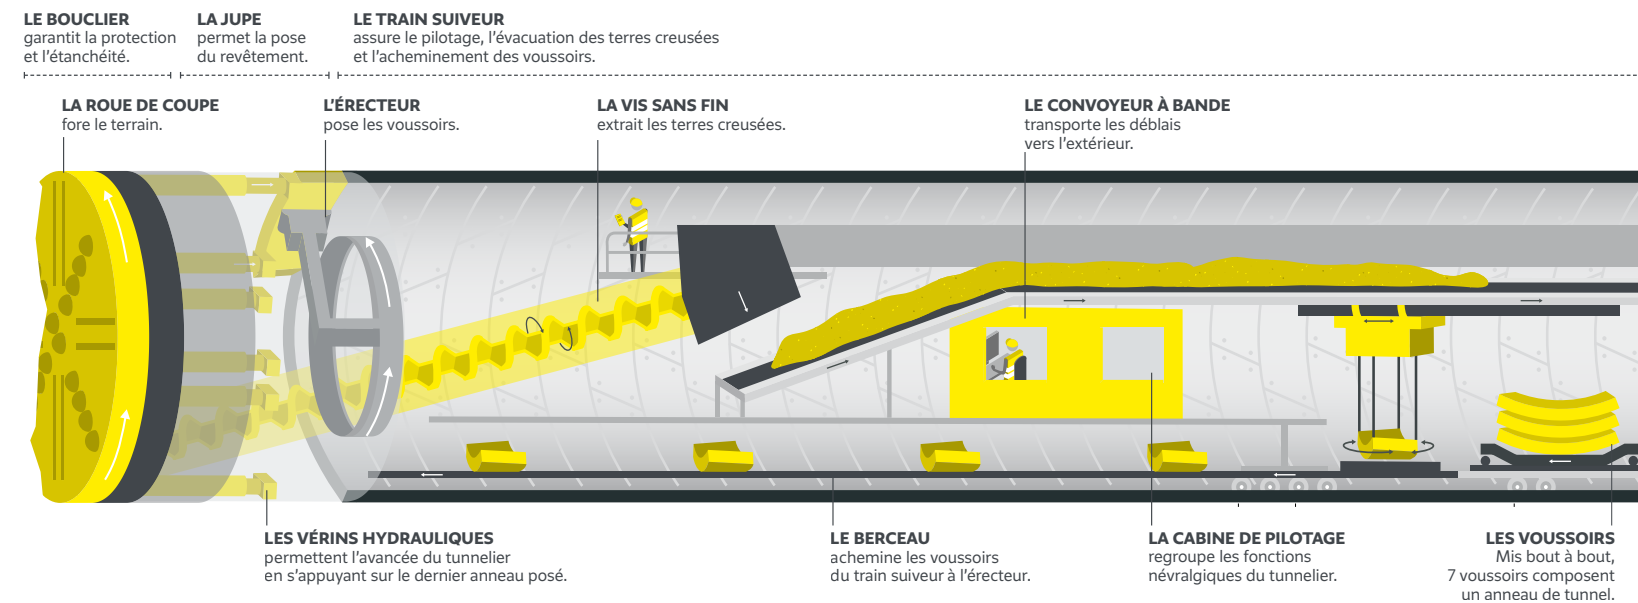 LE BOUCLIER
garantit la protection
et l’étanchéité.
LA JUPE
permet la pose
du revêtement.
LE TRAIN SUIVEUR
assure le pilotage, l’évacuation des terres creusées
et l’acheminement des voussoirs.
LA ROUE DE COUPE
fore le terrain.
L’ÉRECTEUR
pose les voussoirs.
LA VIS SANS FIN
extrait les terres creusées.
LE CONVOYEUR À BANDE
transporte les déblais
vers l’extérieur.
LES VÉRINS HYDRAULIQUES
permettent l’avancée du tunnelier
en s’appuyant sur le dernier anneau posé.
LE BERCEAU
achemine les voussoirs
du train suiveur à l’érecteur.
LA CABINE DE PILOTAGE
regroupe les fonctions
névralgiques du tunnelier.
LES VOUSSOIRS
Mis bout à bout,
7 voussoirs composent
un anneau de tunnel.